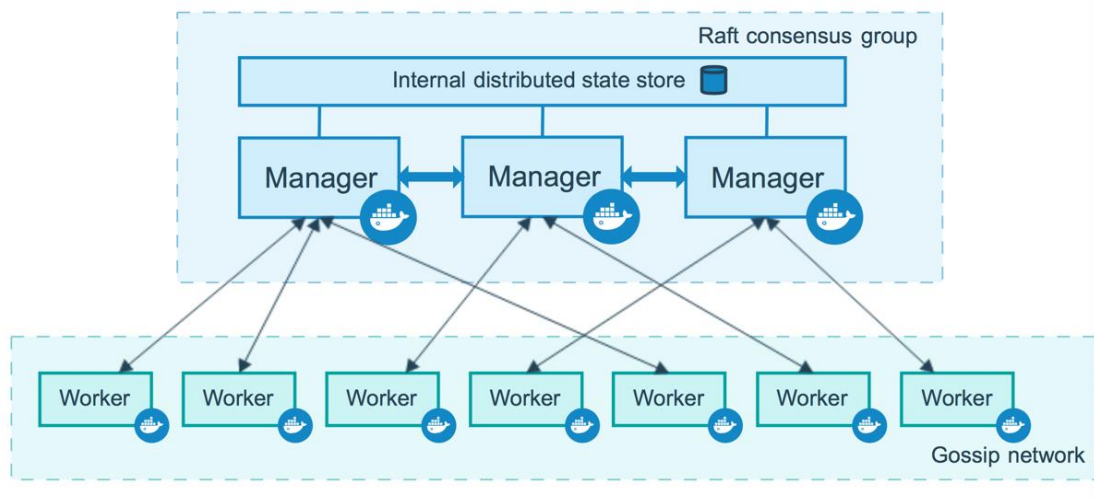 Raft consensus group
Internal distributed state store
Manager
Manager
Manager
Worker
Worker
Worker
Worker
Worker
Worker
Worker
Gossip network